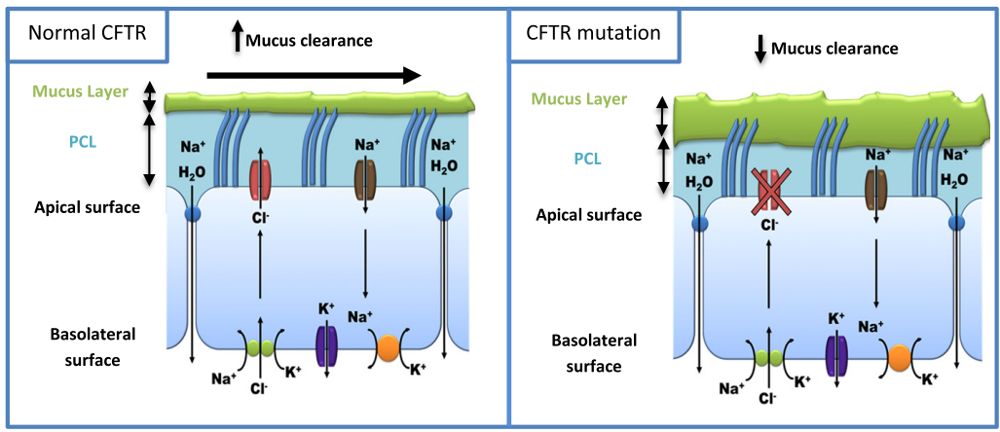 Normal CFTR
Mucus clearance
Mucus Layer
PCL
Na⁺
H₂O
Na⁺
Na⁺
H₂O
Apical surface
Cl⁻
K⁺
Na⁺
Basolateral
surface
Na⁺
K⁺
Cl⁻
K⁺
CFTR mutation
Mucus clearance
Mucus Layer
PCL
Na⁺
H₂O
Na⁺
Na⁺
H₂O
Apical surface
Cl⁻
K⁺
Na⁺
Basolateral
surface
Na⁺
K⁺
Cl⁻
K⁺